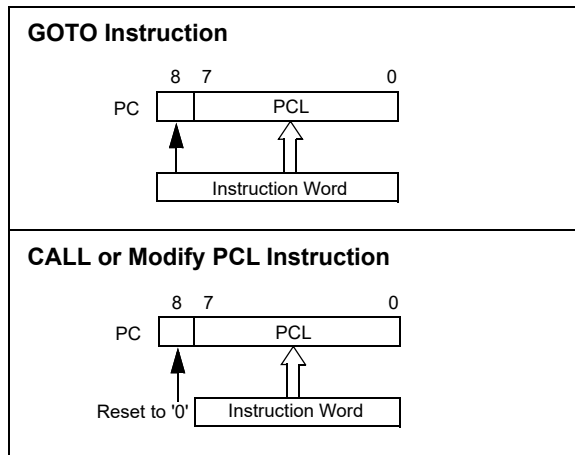 GOTO Instruction
8 7 0
PC PCL
Instruction Word
CALL or Modify PCL Instruction
8 7 0
PC PCL
Reset to '0' Instruction Word